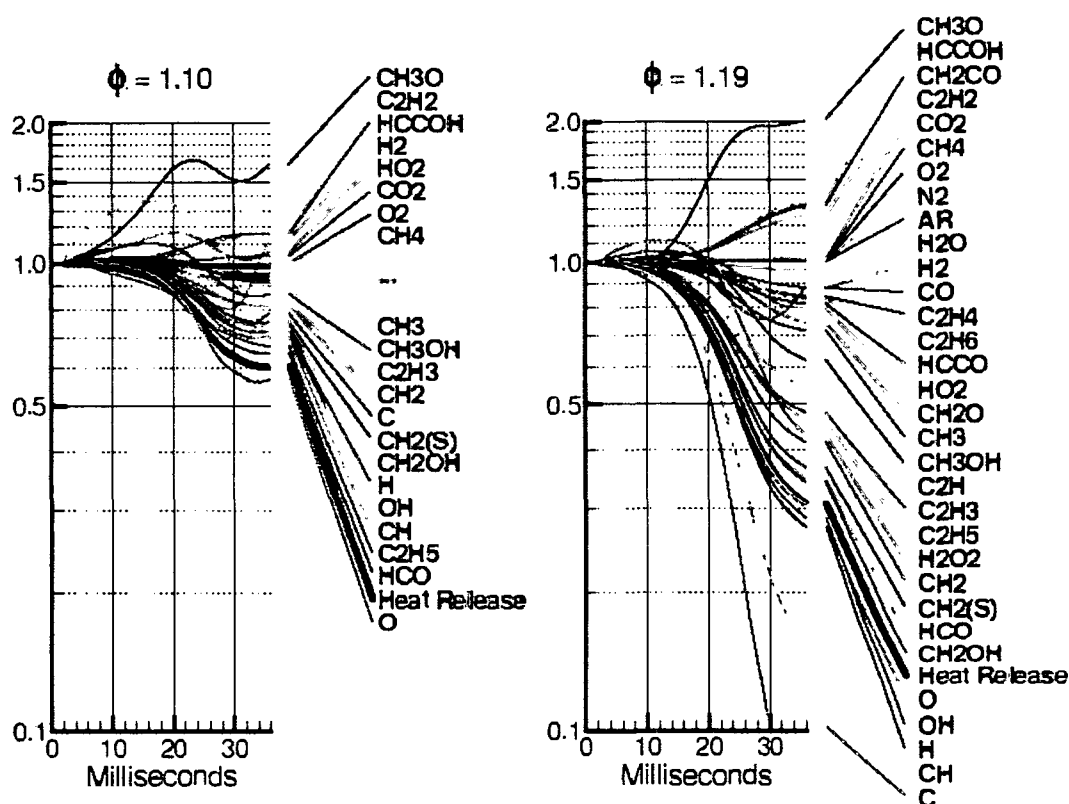 ϕ = 1.10
2.0
1.5
1.0
0.5
0.1
0 10 20 30
Milliseconds
CH3O
C2H2
HCCOH
H2
HO2
CO2
O2
CH4
...
CH3
CH3OH
C2H3
CH2
C
CH2(S)
CH2OH
H
OH
CH
C2H5
HCO
Heat Release
O
ϕ = 1.19
2.0
1.5
1.0
0.5
0.1
0 10 20 30
Milliseconds
CH3O
HCCOH
CH2CO
C2H2
CO2
CH4
O2
N2
AR
H2O
H2
CO
C2H4
C2H6
HCCO
HO2
CH2O
CH3
CH3OH
C2H
C2H3
C2H5
H2O2
CH2
CH2(S)
HCO
CH2OH
Heat Release
O
OH
H
CH
C